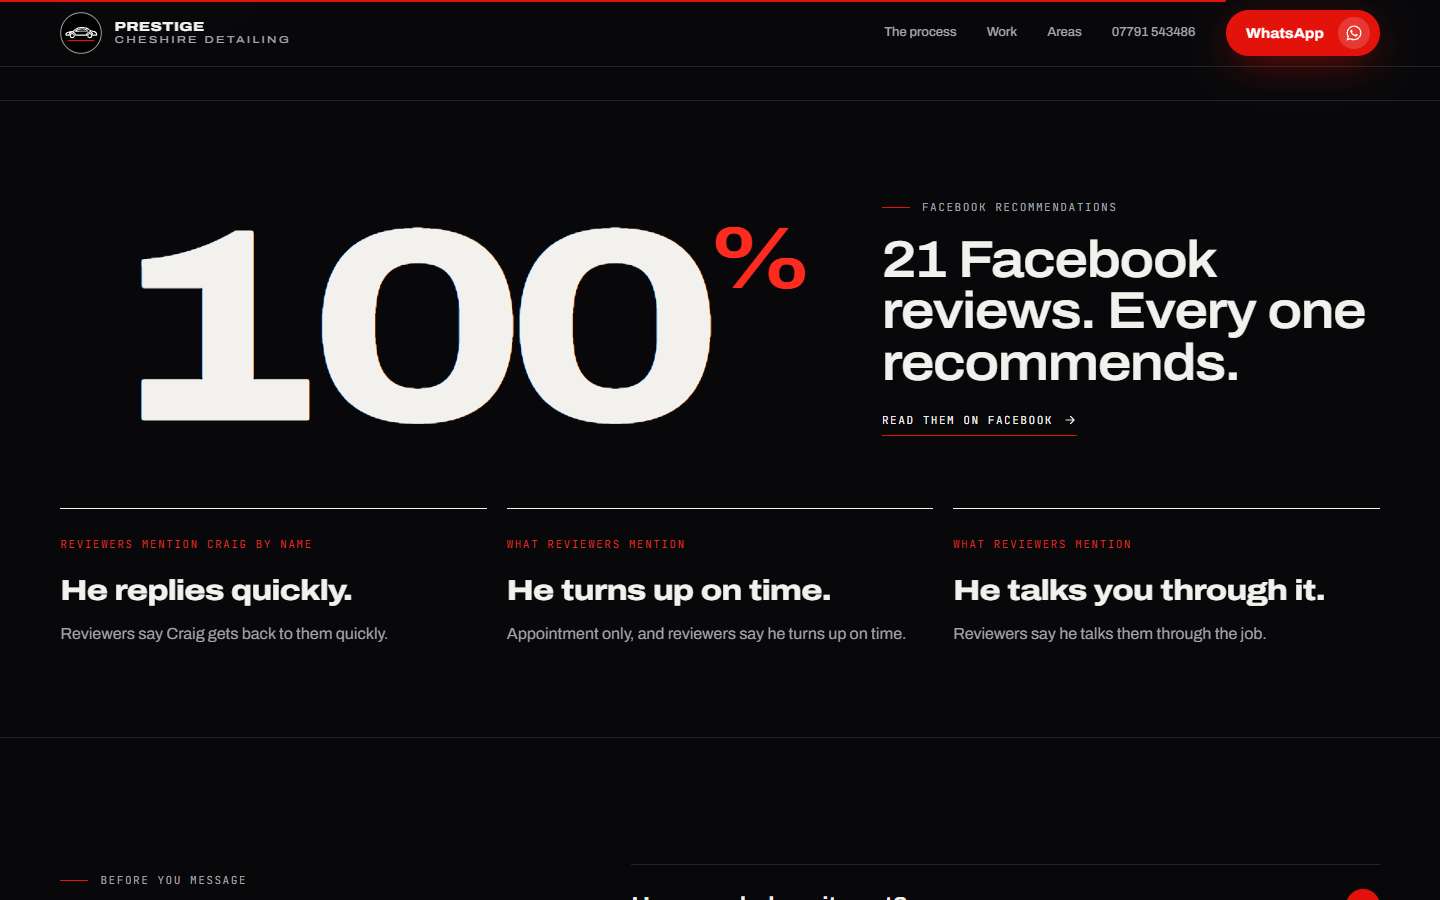 PRESTIGE
CHESHIRE DETAILING
The process
Work
Areas
07791 543486
WhatsApp
100%
FACEBOOK RECOMMENDATIONS
21 Facebook
reviews. Every one
recommends.
READ THEM ON FACEBOOK →
REVIEWERS MENTION CRAIG BY NAME
He replies quickly.
Reviewers say Craig gets back to them quickly.
WHAT REVIEWERS MENTION
He turns up on time.
Appointment only, and reviewers say he turns up on time.
WHAT REVIEWERS MENTION
He talks you through it.
Reviewers say he talks them through the job.
BEFORE YOU MESSAGE